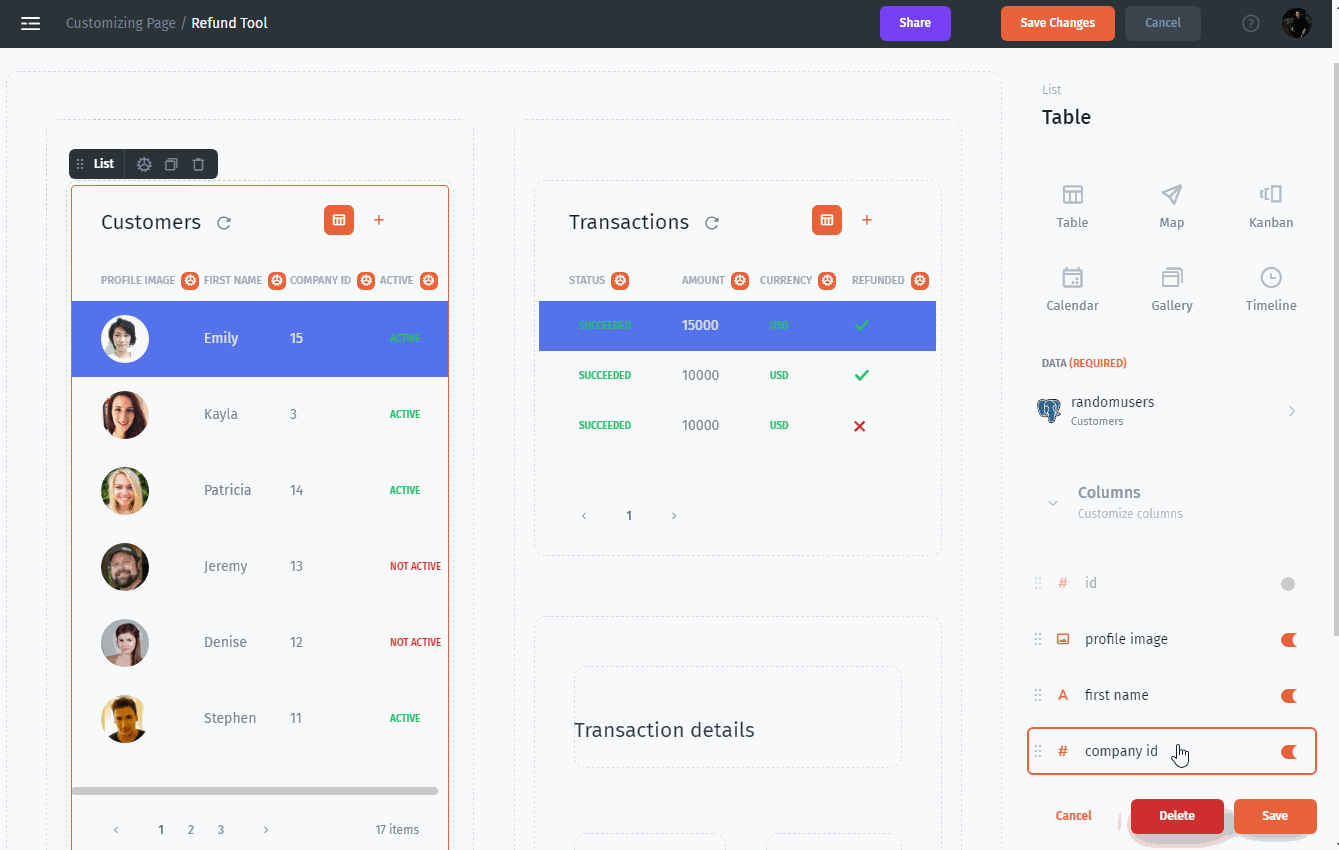 Customizing Page / Refund Tool
Share
Save Changes
Cancel
?
List
Customers
PROFILE IMAGE FIRST NAME COMPANY ID ACTIVE
Emily 15 ACTIVE
Kayla 3 ACTIVE
Patricia 14 ACTIVE
Jeremy 13 NOT ACTIVE
Denise 12 NOT ACTIVE
Stephen 11 ACTIVE
1 2 3
17 items
Transactions
STATUS AMOUNT CURRENCY REFUNDED
SUCCEEDED 15000 USD
SUCCEEDED 10000 USD
SUCCEEDED 10000 USD
1
Transaction details
List
Table
Table
Map
Kanban
Calendar
Gallery
Timeline
DATA (REQUIRED)
randomusers
Customers
Columns
Customize columns
# id
profile image
A first name
# company id
Cancel
Delete
Save